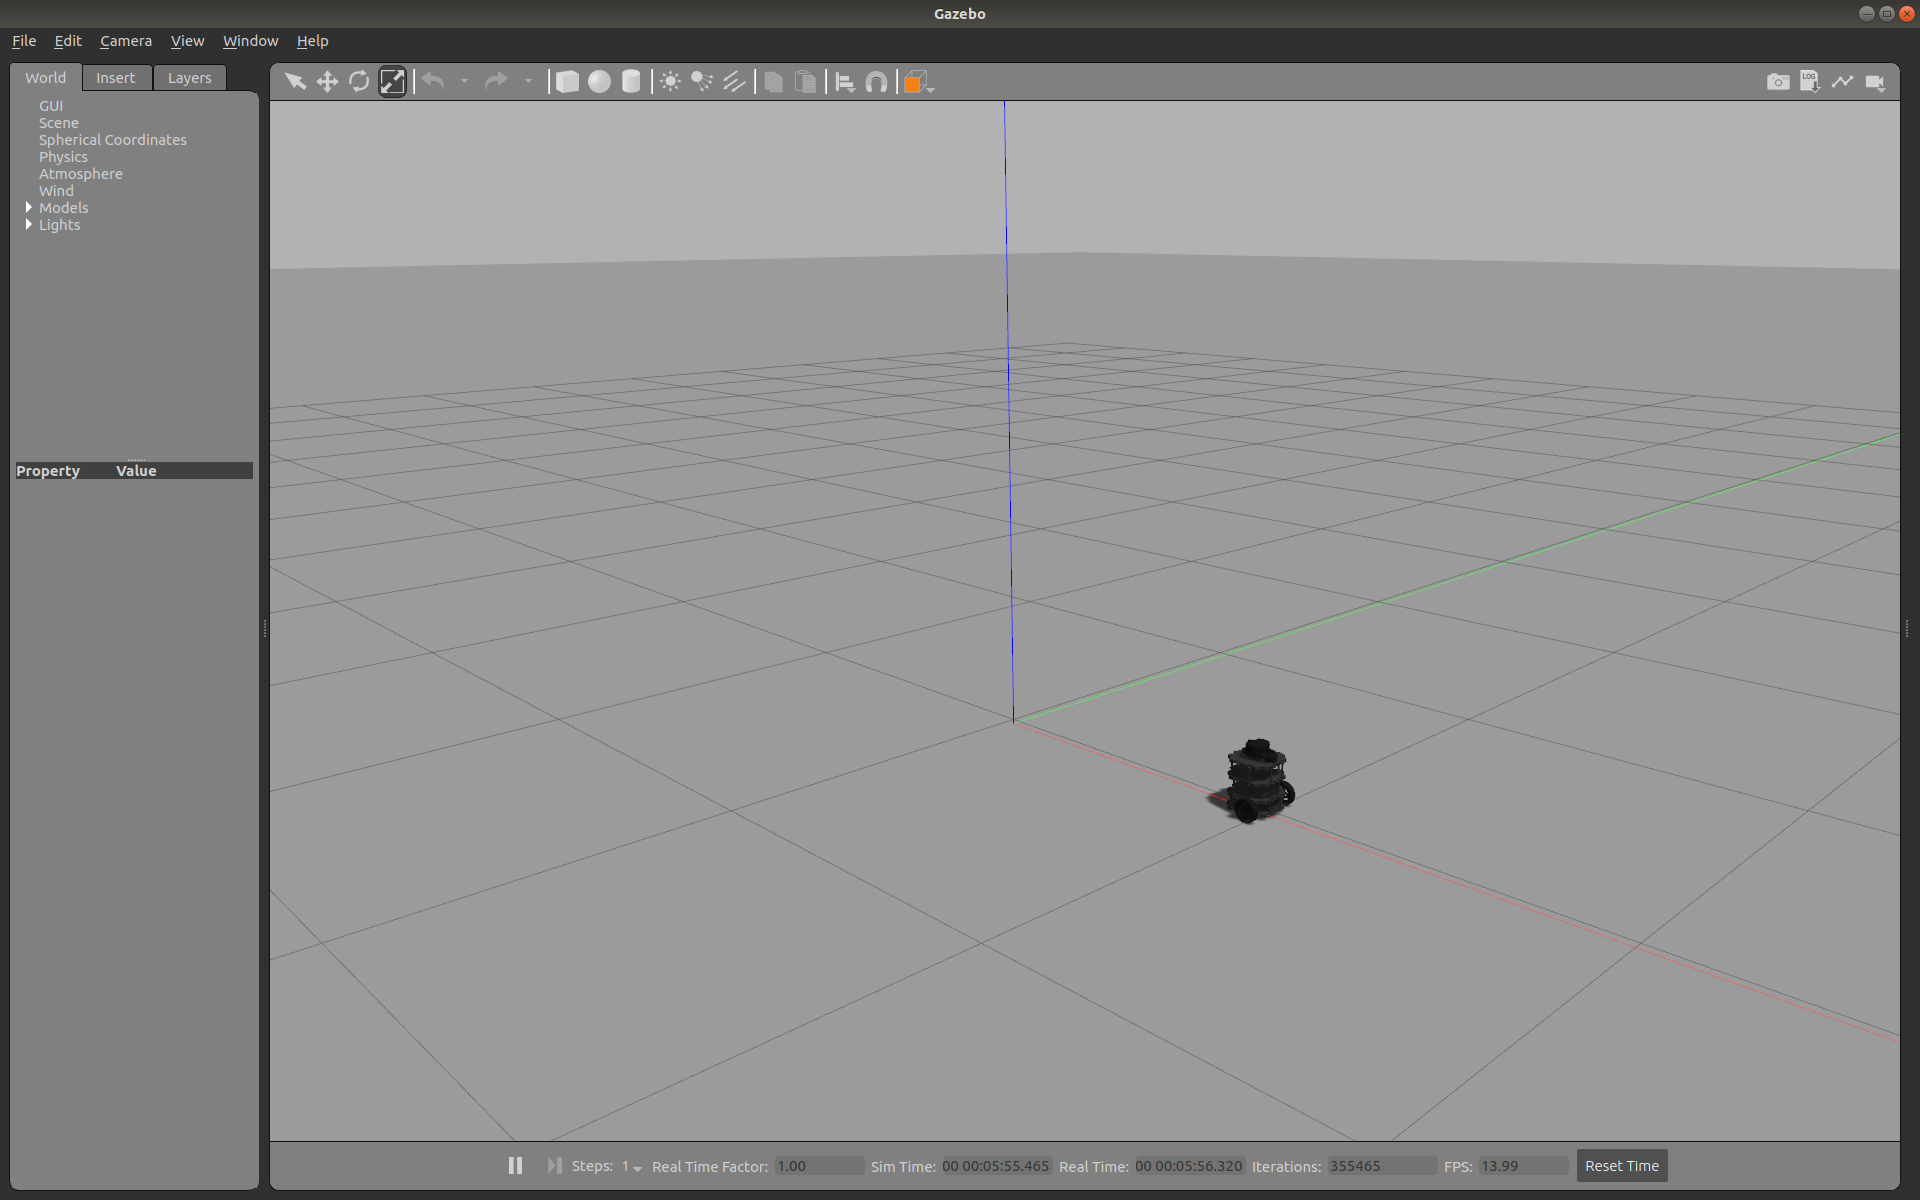 Gazebo
File Edit Camera View Window Help
World Insert Layers
LOG
GUI
Scene
Spherical Coordinates
Physics
Atmosphere
Wind
Models
Lights
Property Value
Steps: 1 Real Time Factor: 1.00 Sim Time: 00 00:05:55.465 Real Time: 00 00:05:56.320 Iterations: 355465 FPS: 13.99 Reset Time